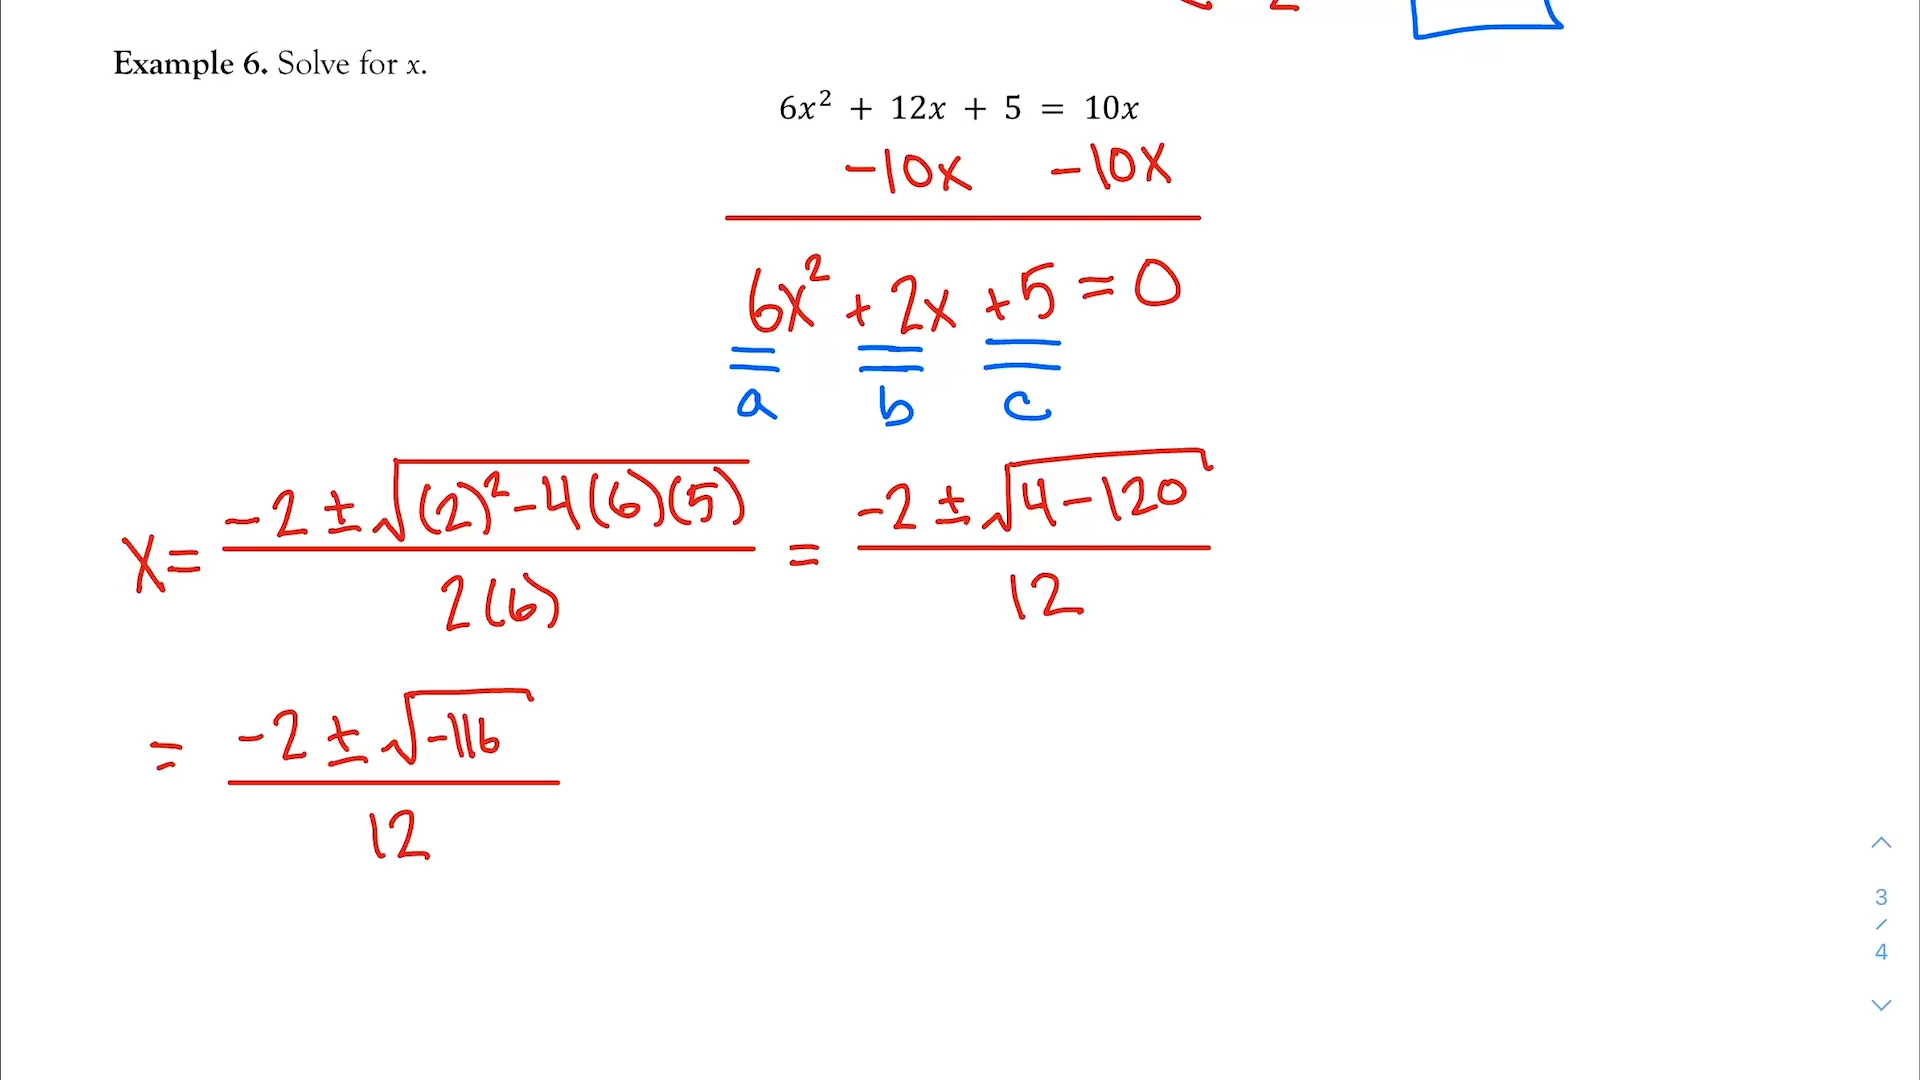 Example 6. Solve for x.
6x² + 12x + 5 = 10x
-10x -10x
6x² + 2x + 5 = 0
a b c
x = (-2 ± √((2)² - 4(6)(5))) / 2(6) = (-2 ± √(4 - 120)) / 12
= (-2 ± √(-116)) / 12
3
/
4